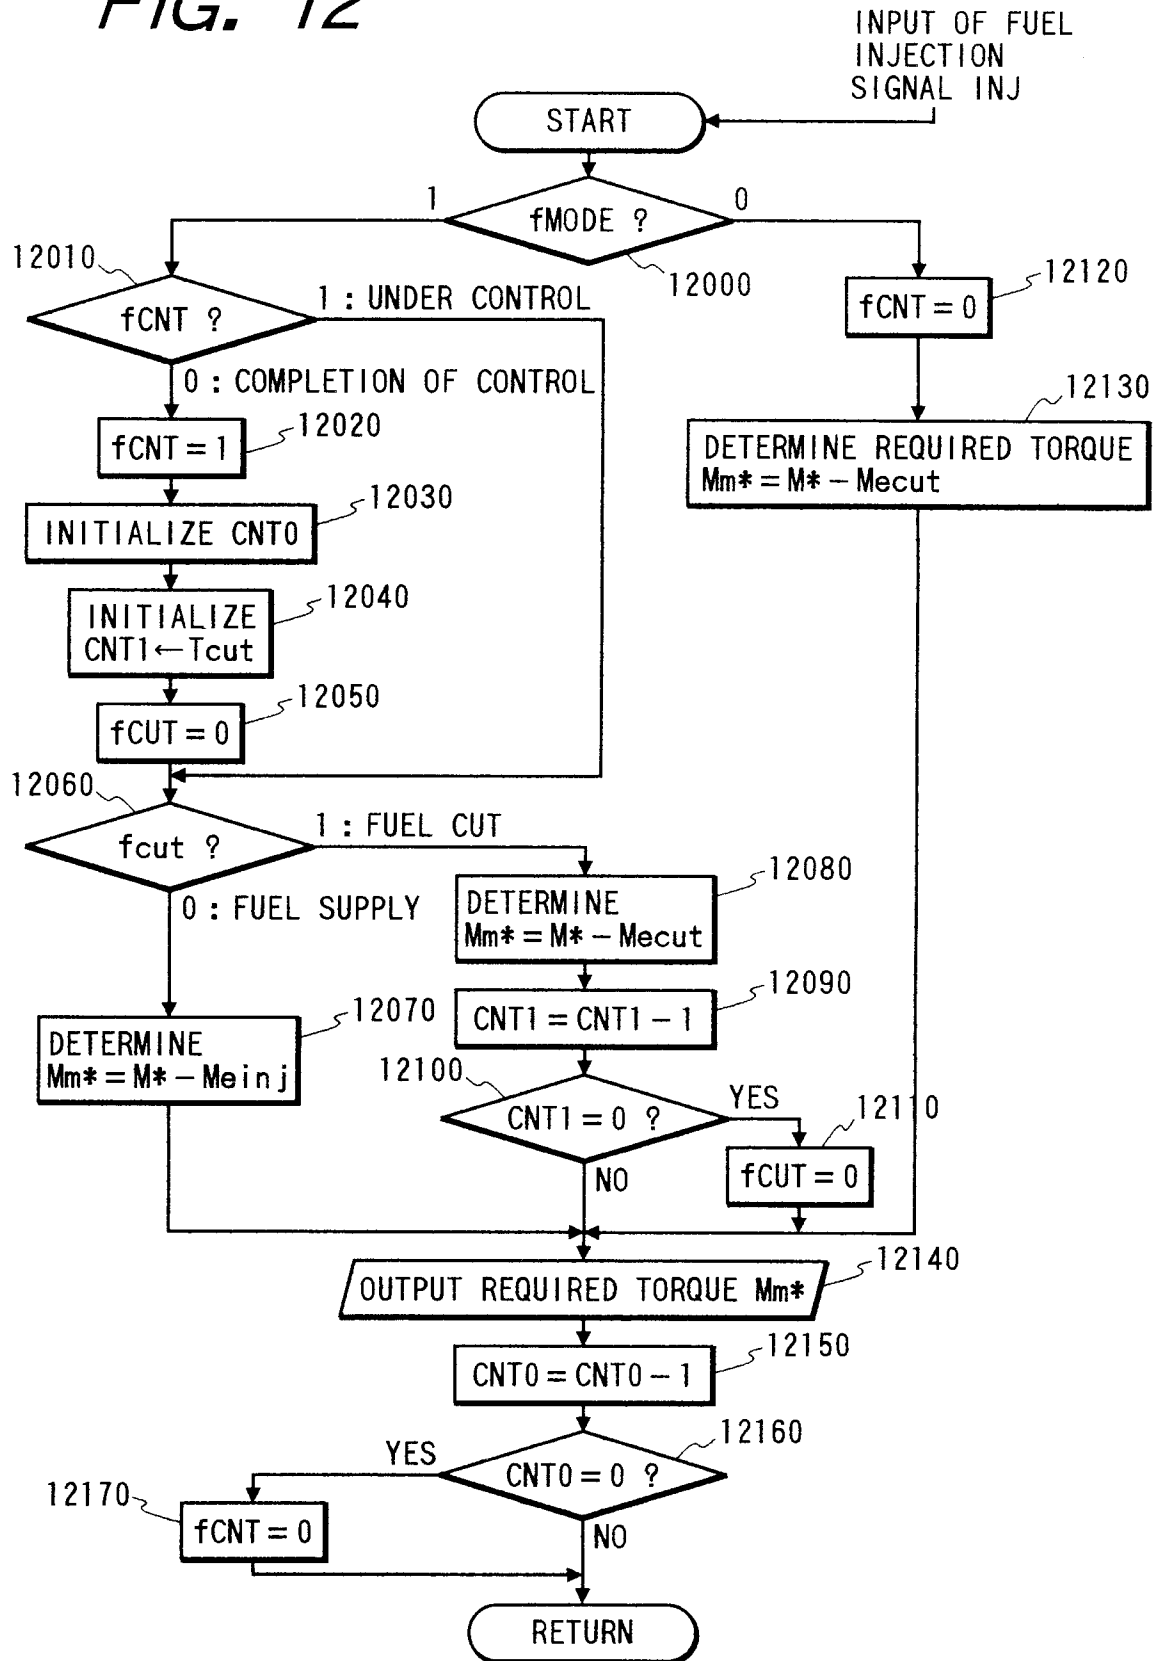 FIG. 12
INPUT OF FUEL
INJECTION
SIGNAL INJ
START
1
0
fMODE ?
12000
12010
fCNT ?
1 : UNDER CONTROL
0 : COMPLETION OF CONTROL
12120
fCNT = 0
12130
DETERMINE REQUIRED TORQUE
Mm* = M* - Mecut
12020
fCNT = 1
12030
INITIALIZE CNT0
12040
INITIALIZE
CNT1 ← Tcut
12050
fCUT = 0
12060
fcut ?
1 : FUEL CUT
0 : FUEL SUPPLY
12080
DETERMINE
Mm* = M* - Mecut
12090
CNT1 = CNT1 - 1
12070
DETERMINE
Mm* = M* - Meinj
12100
CNT1 = 0 ?
YES
NO
12110
fCUT = 0
12140
OUTPUT REQUIRED TORQUE Mm*
12150
CNT0 = CNT0 - 1
12160
CNT0 = 0 ?
YES
NO
12170
fCNT = 0
RETURN